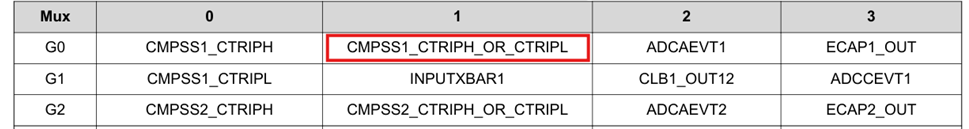 Mux 0 1 2 3
G0 CMPSS1_CTRIPH CMPSS1_CTRIPH_OR_CTRIPL ADCAEVT1 ECAP1_OUT
G1 CMPSS1_CTRIPL INPUTXBAR1 CLB1_OUT12 ADCCEVT1
G2 CMPSS2_CTRIPH CMPSS2_CTRIPH_OR_CTRIPL ADCAEVT2 ECAP2_OUT